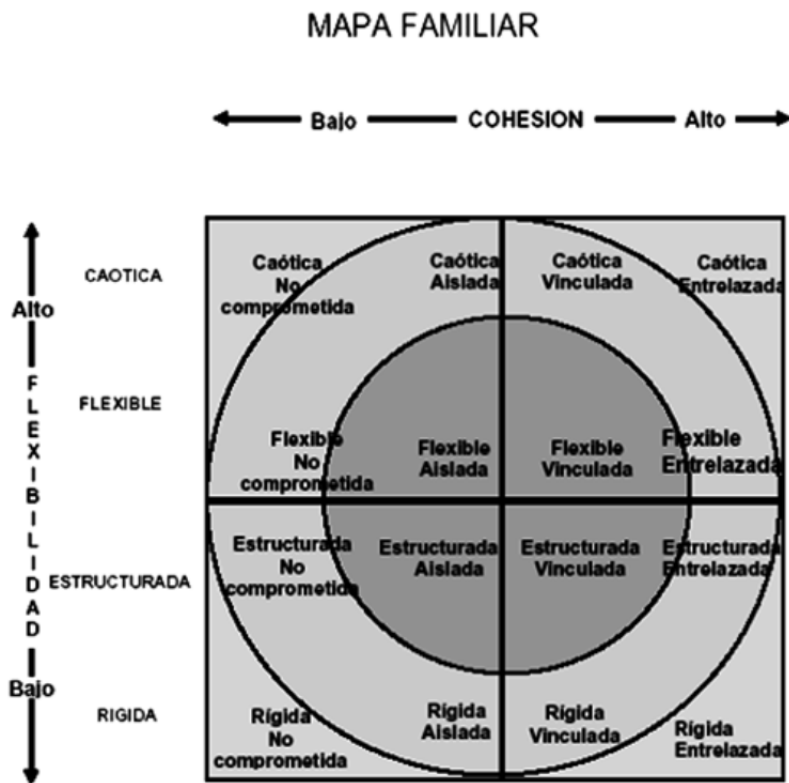 MAPA FAMILIAR
Bajo COHESION Alto
CAÓTICA
Alto
FLEXIBLE
FLEXIBILIDAD
ESTRUCTURADA
Bajo
RIGIDA
Caótica
No
comprometida
Caótica
Aislada
Caótica
Vinculada
Caótica
Entrelazada
Flexible
No
comprometida
Flexible
Aislada
Flexible
Vinculada
Flexible
Entrelazada
Estructurada
No
comprometida
Estructurada
Aislada
Estructurada
Vinculada
Estructurada
Entrelazada
Rígida
No
comprometida
Rígida
Aislada
Rígida
Vinculada
Rígida
Entrelazada